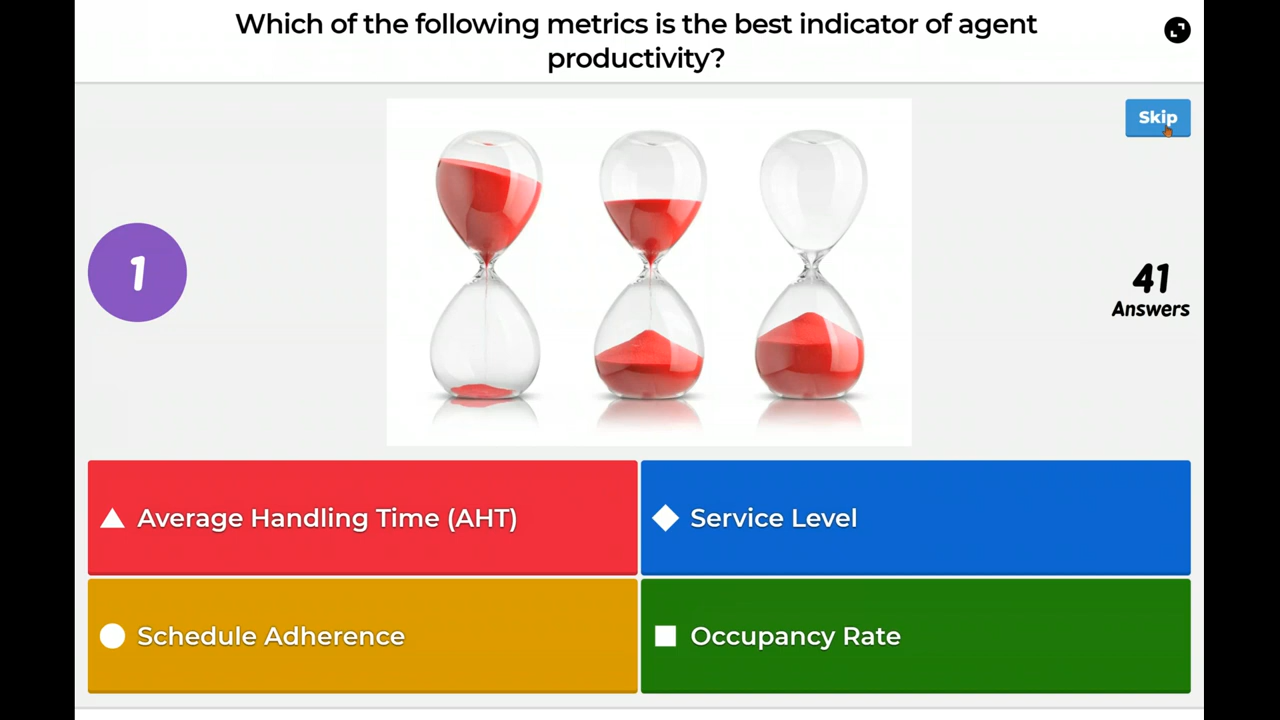 Which of the following metrics is the best indicator of agent
productivity?
Skip
1
41
Answers
Average Handling Time (AHT)
Service Level
Schedule Adherence
Occupancy Rate